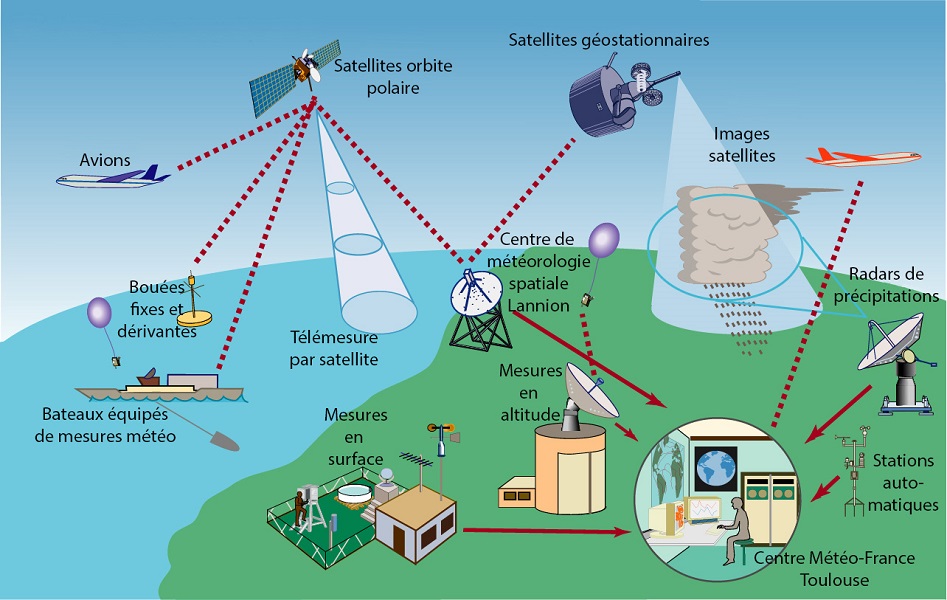 Satellites géostationnaires
Satellites orbite
polaire
Images
satellites
Avions
Centre de
météorologie
spatiale
Lannion
Radars de
précipitations
Bouées
fixes et
dérivantes
Télémesure
par satellite
Mesures
en
altitude
Bateaux équipés
de mesures météo
Mesures
en
surface
Stations
auto-
matiques
Centre Météo-France
Toulouse